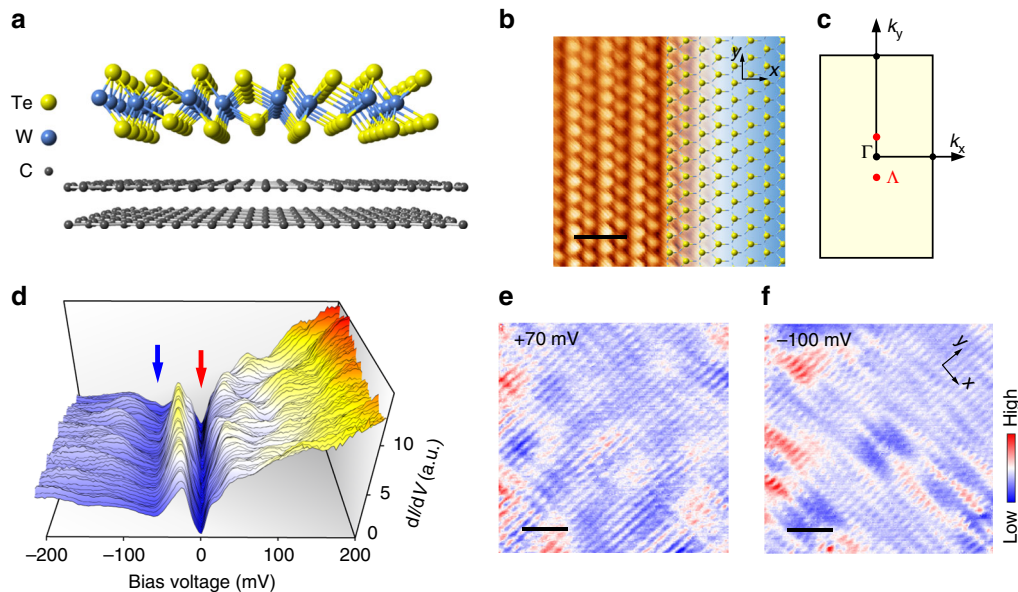 a
Te
W
C
b
y
x
c
k_y
Γ
k_x
Λ
d
dI/dV (a.u.)
10
5
0
−200
−100
0
100
200
Bias voltage (mV)
e
+70 mV
f
−100 mV
y
x
High
Low